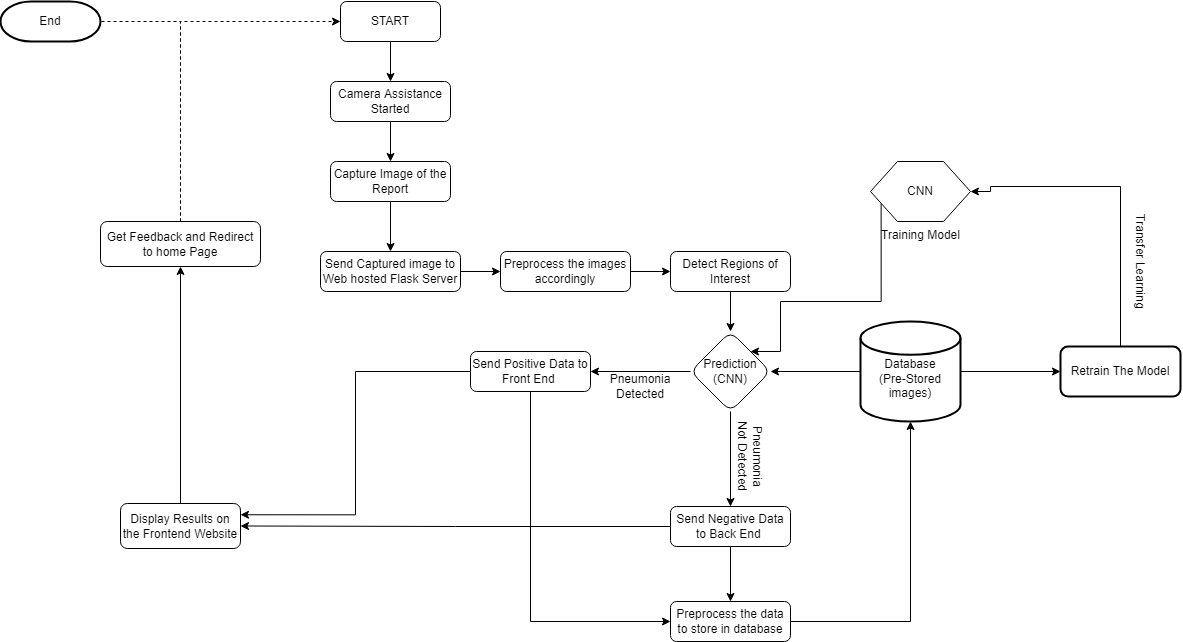 End
START
Camera Assistance
Started
Capture Image of the
Report
CNN
Training Model
Transfer Learning
Get Feedback and Redirect
to home Page
Send Captured image to
Web hosted Flask Server
Preprocess the images
accordingly
Detect Regions of
Interest
Send Positive Data to
Front End
Pneumonia
Detected
Prediction
(CNN)
Database
(Pre-Stored
images)
Retrain The Model
Pneumonia
Not Detected
Display Results on
the Frontend Website
Send Negative Data
to Back End
Preprocess the data
to store in database